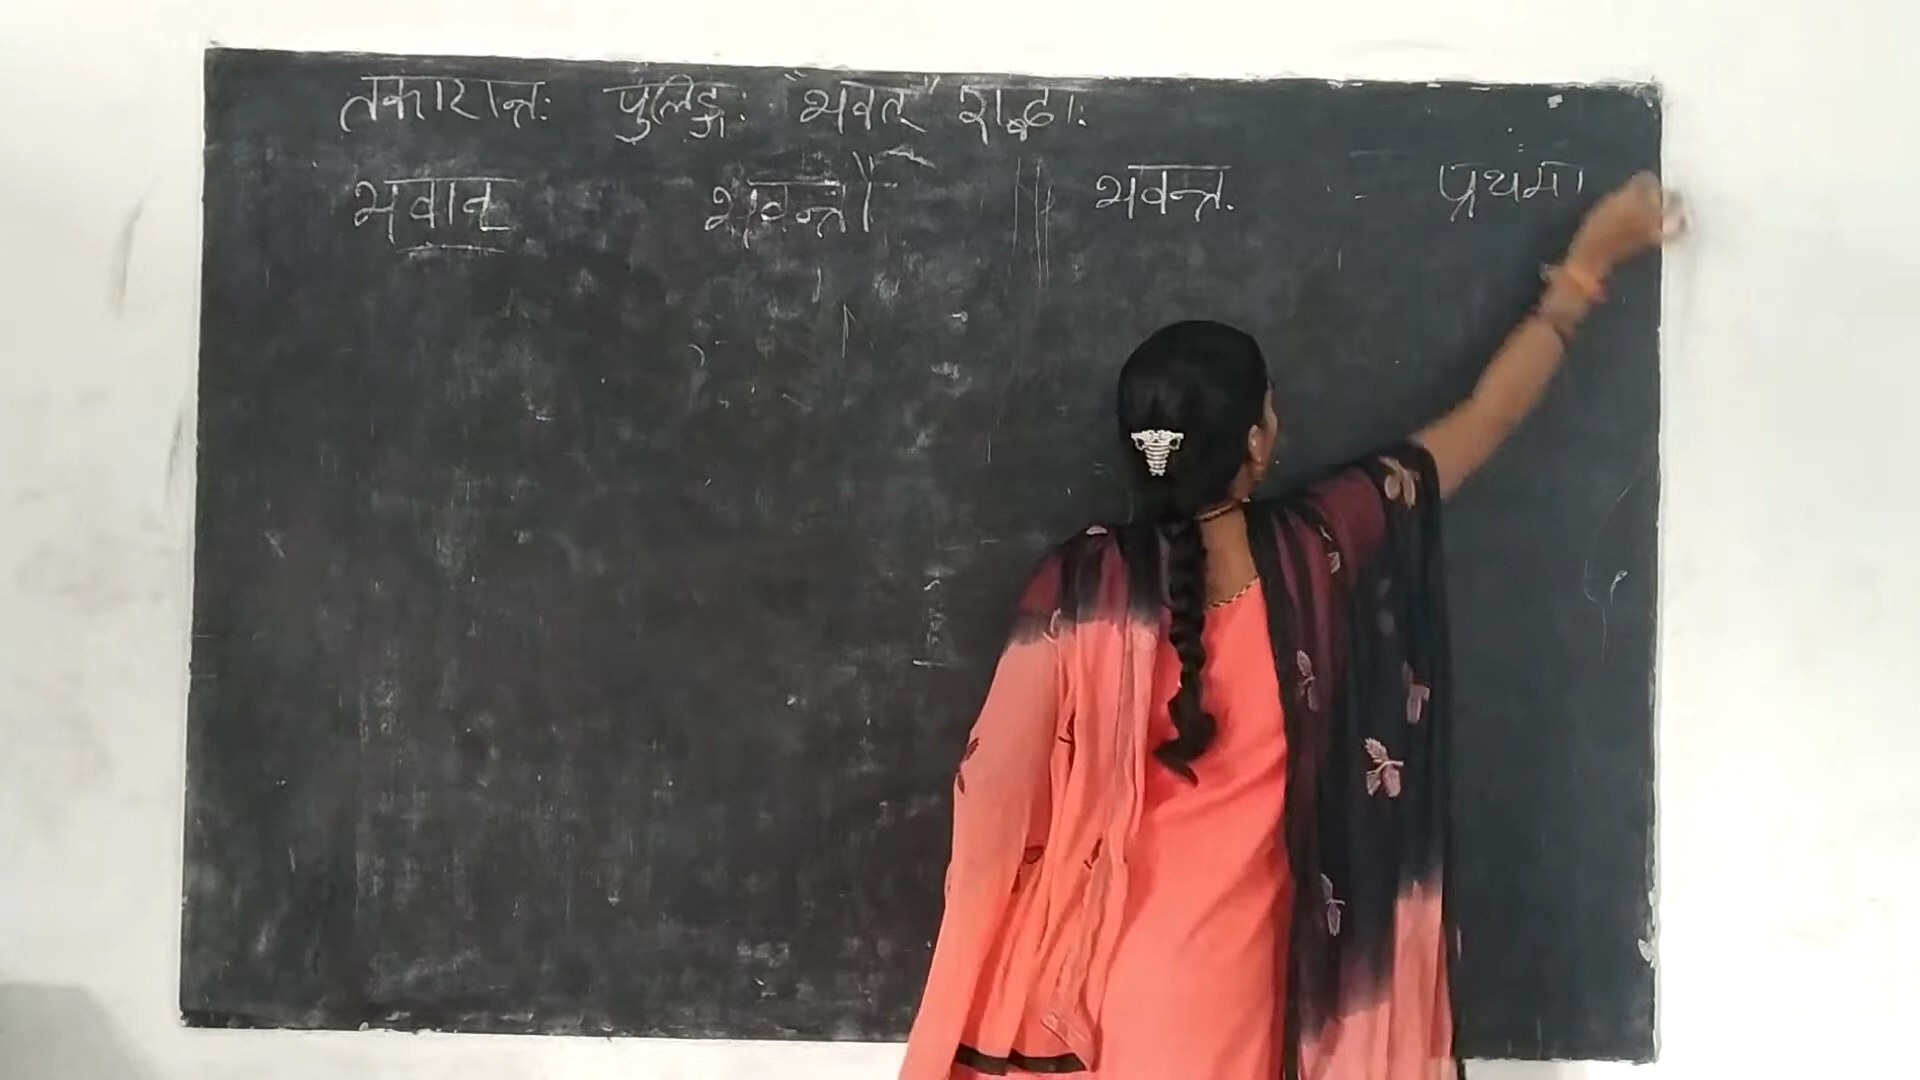 तकारान्तः पुंलिङ्गः "भवत्" शब्दः
भवान् भवन्तौ भवन्तः - प्रथमा